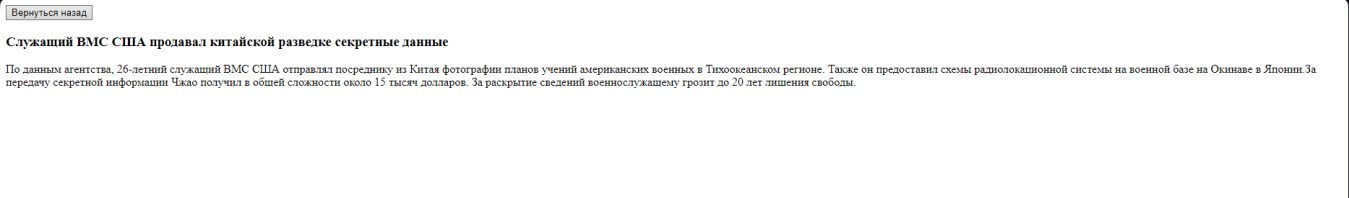 Вернуться назад
Служащий ВМС США продавал китайской разведке секретные данные
По данным агентства, 26-летний служащий ВМС США отправлял посреднику из Китая фотографии планов учений американских военных в Тихоокеанском регионе. Также он предоставил схемы радиолокационной системы на военной базе на Окинаве в Японии.За
передачу секретной информации Чжао получил в общей сложности около 15 тысяч долларов. За раскрытие сведений военнослужащему грозит до 20 лет лишения свободы.